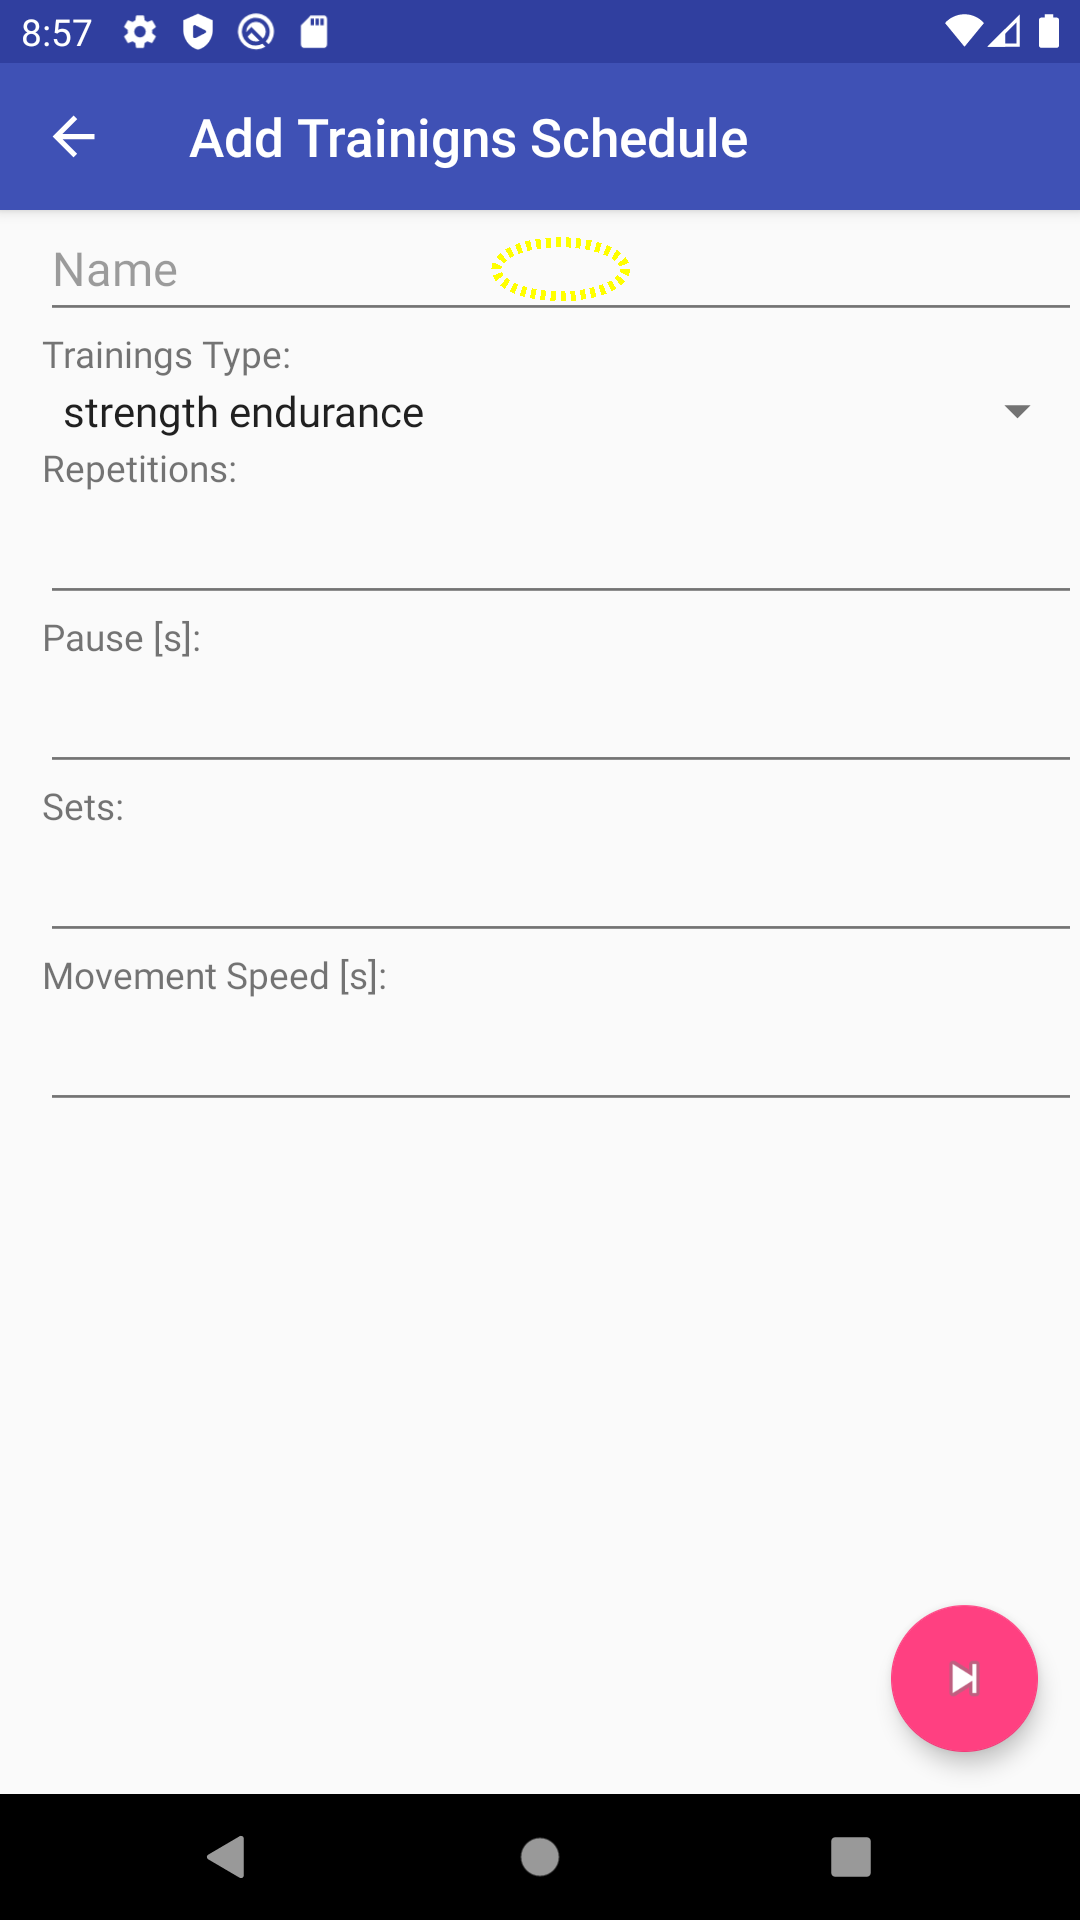 8:57
Add Trainigns Schedule
Name
Trainings Type:
strength endurance
Repetitions:
Pause [s]:
Sets:
Movement Speed [s]: